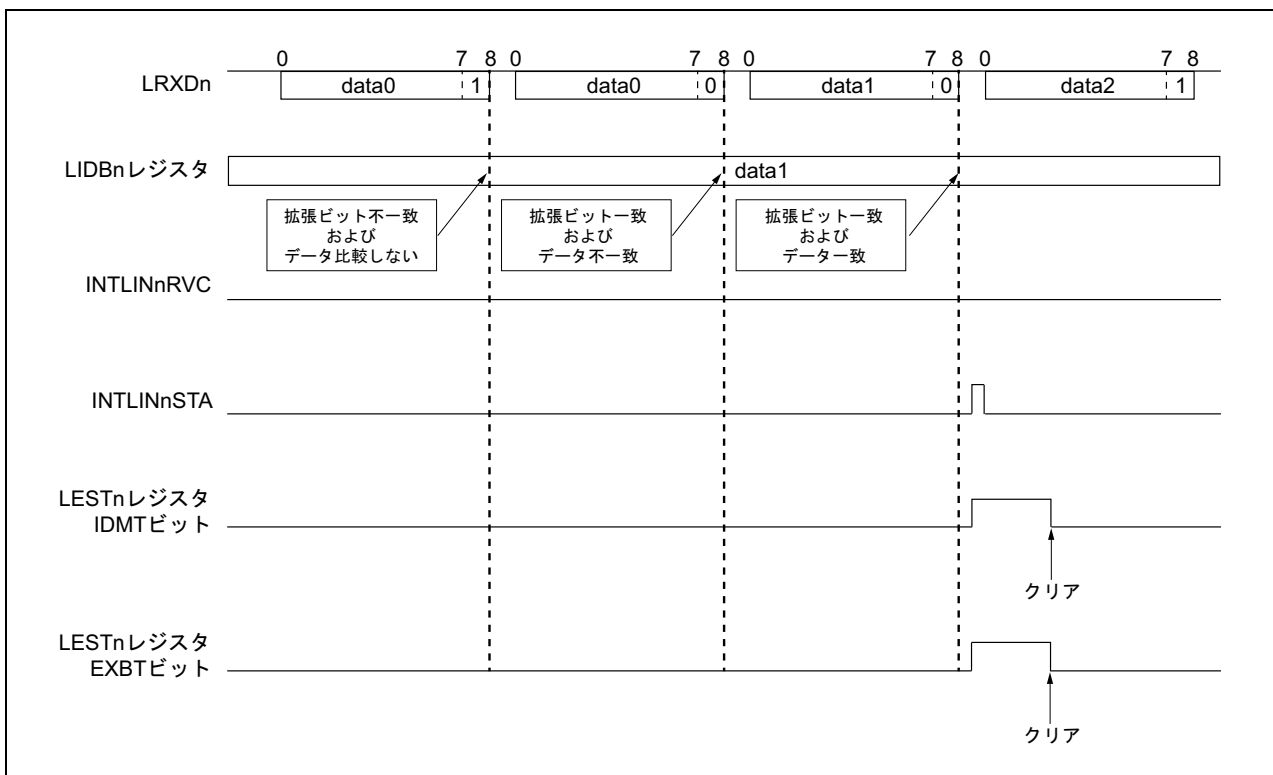 0 7 8 0 7 8 0 7 8 0 7 8
LRXDn data0 1 data0 0 data1 0 data2 1
LIDBnレジスタ data1
拡張ビット不一致
および
データ比較しない
拡張ビット一致
および
データ不一致
拡張ビット一致
および
データ一致
INTLINnRVC
INTLINnSTA
LESTnレジスタ
IDMTビット
クリア
LESTnレジスタ
EXBTビット
クリア